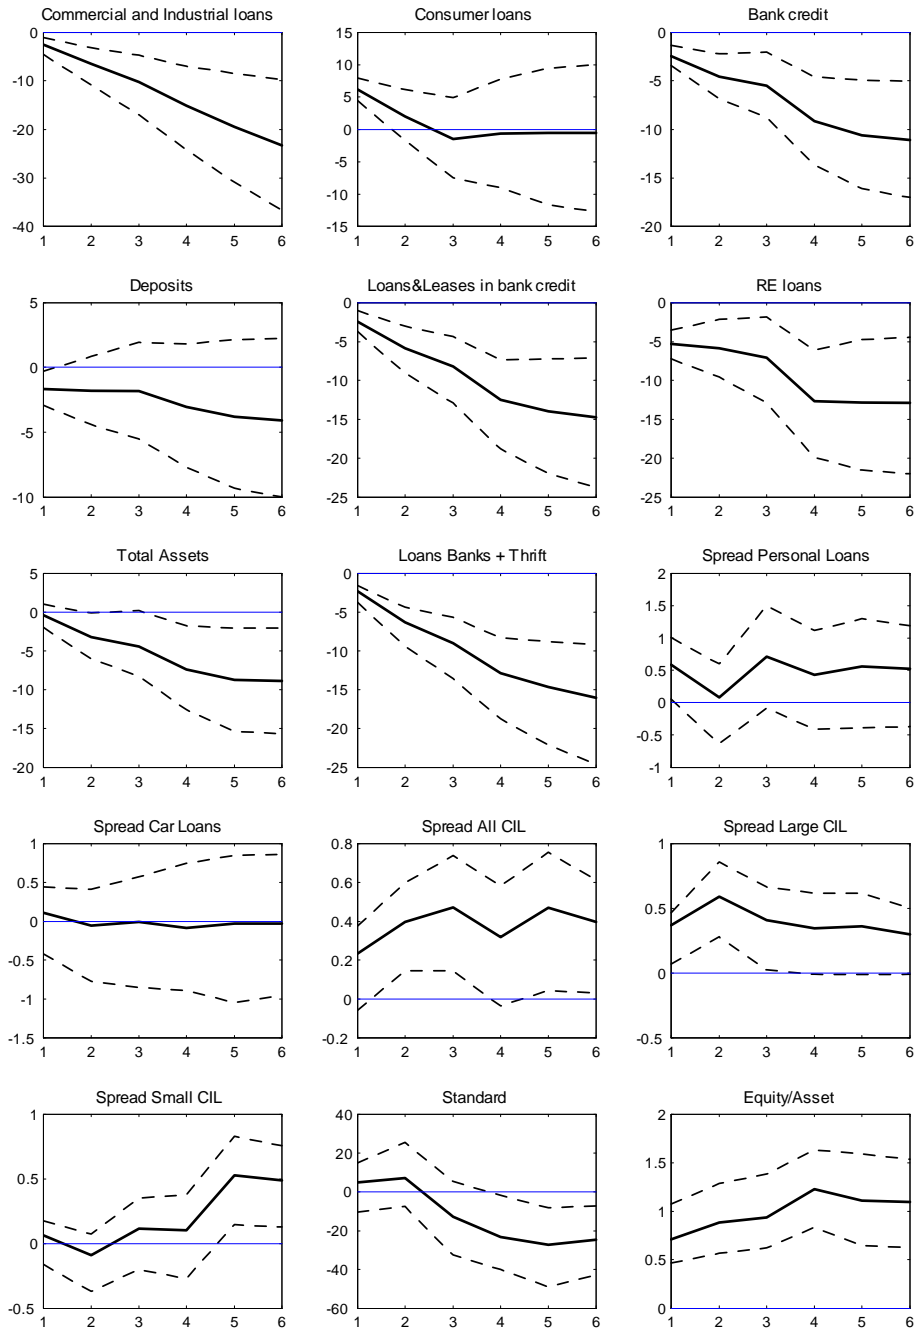 Commercial and Industrial loans
0
-10
-20
-30
-40
1 2 3 4 5 6
Consumer loans
15
10
5
0
-5
-10
-15
1 2 3 4 5 6
Bank credit
0
-5
-10
-15
-20
1 2 3 4 5 6
Deposits
5
0
-5
-10
1 2 3 4 5 6
Loans&Leases in bank credit
0
-5
-10
-15
-20
-25
1 2 3 4 5 6
RE loans
0
-5
-10
-15
-20
-25
1 2 3 4 5 6
Total Assets
5
0
-5
-10
-15
-20
1 2 3 4 5 6
Loans Banks + Thrift
0
-5
-10
-15
-20
-25
1 2 3 4 5 6
Spread Personal Loans
2
1.5
1
0.5
0
-0.5
-1
1 2 3 4 5 6
Spread Car Loans
1
0.5
0
-0.5
-1
-1.5
1 2 3 4 5 6
Spread All CIL
0.8
0.6
0.4
0.2
0
-0.2
1 2 3 4 5 6
Spread Large CIL
1
0.5
0
-0.5
1 2 3 4 5 6
Spread Small CIL
1
0.5
0
-0.5
1 2 3 4 5 6
Standard
40
20
0
-20
-40
-60
1 2 3 4 5 6
Equity/Asset
2
1.5
1
0.5
0
1 2 3 4 5 6